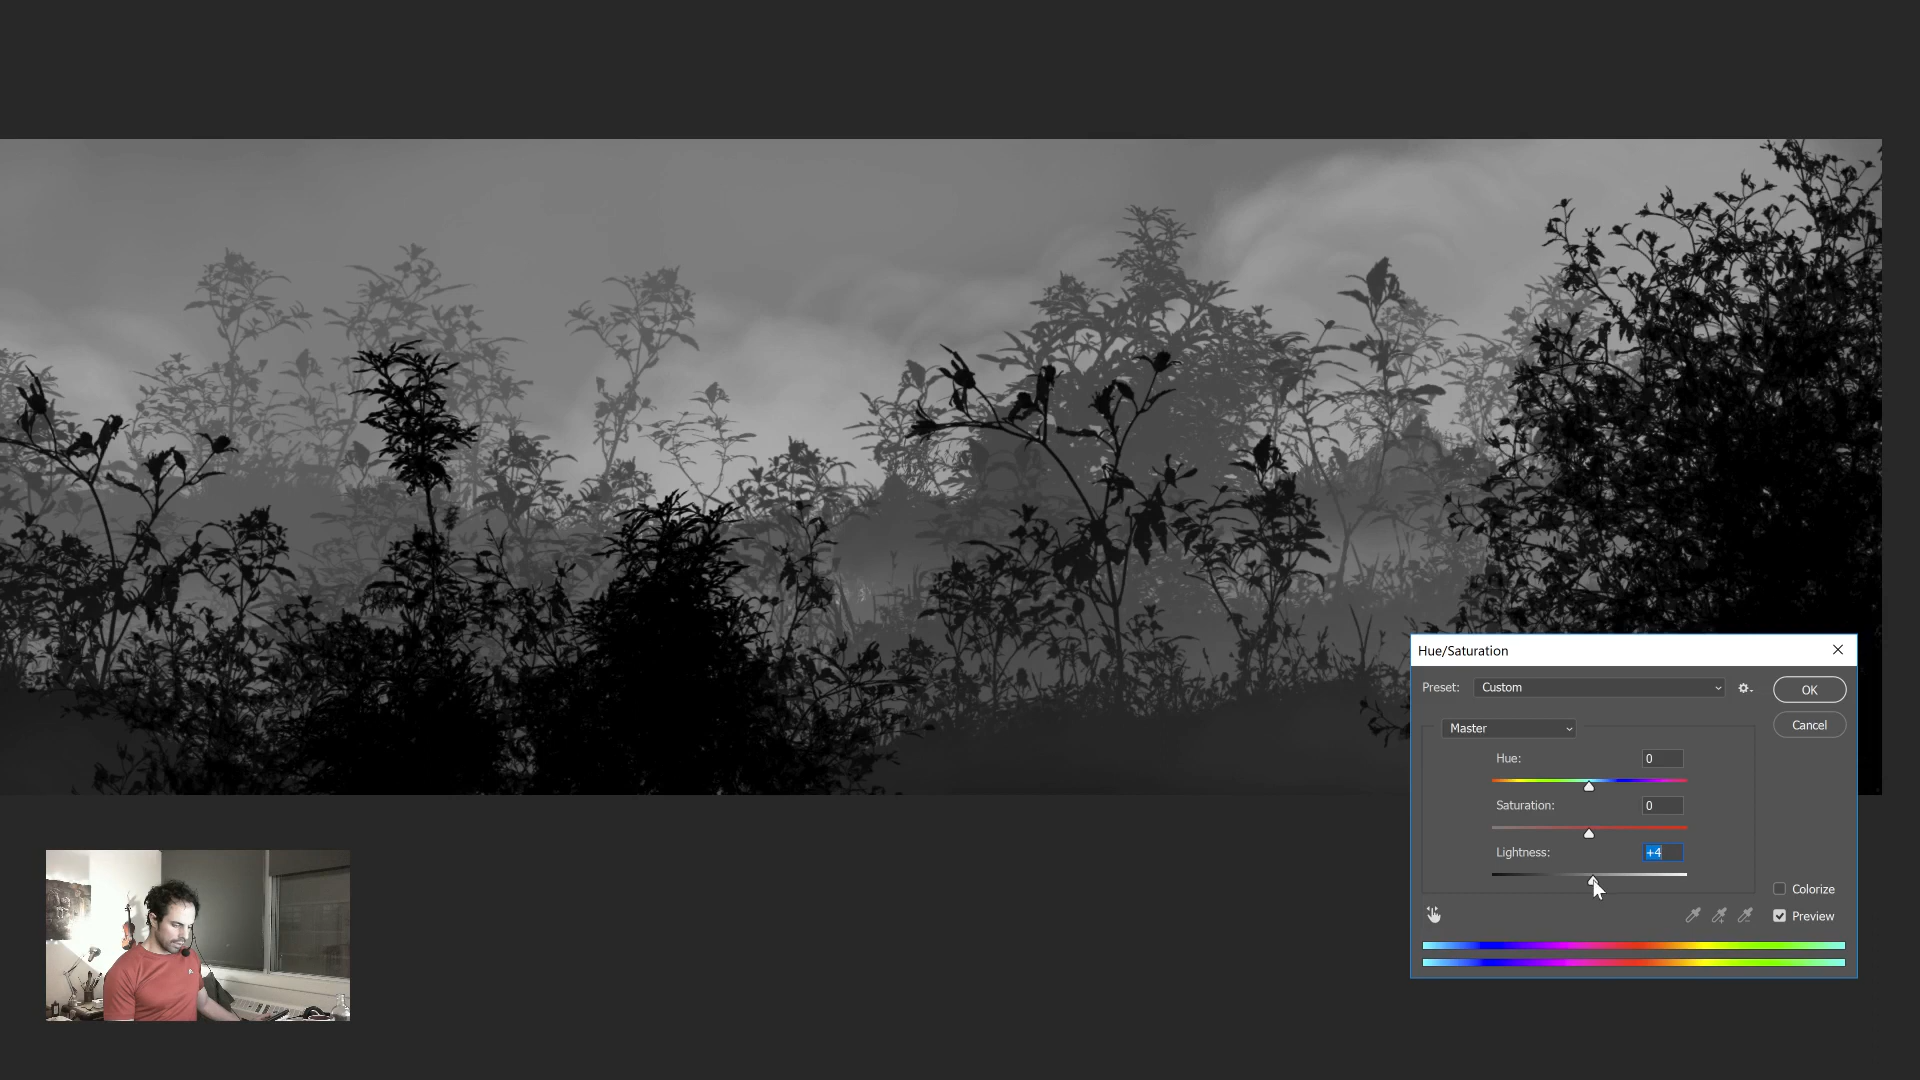 Hue/Saturation
Preset: Custom
OK
Master
Cancel
Hue: 0
Saturation: 0
Lightness: +4
Colorize
Preview